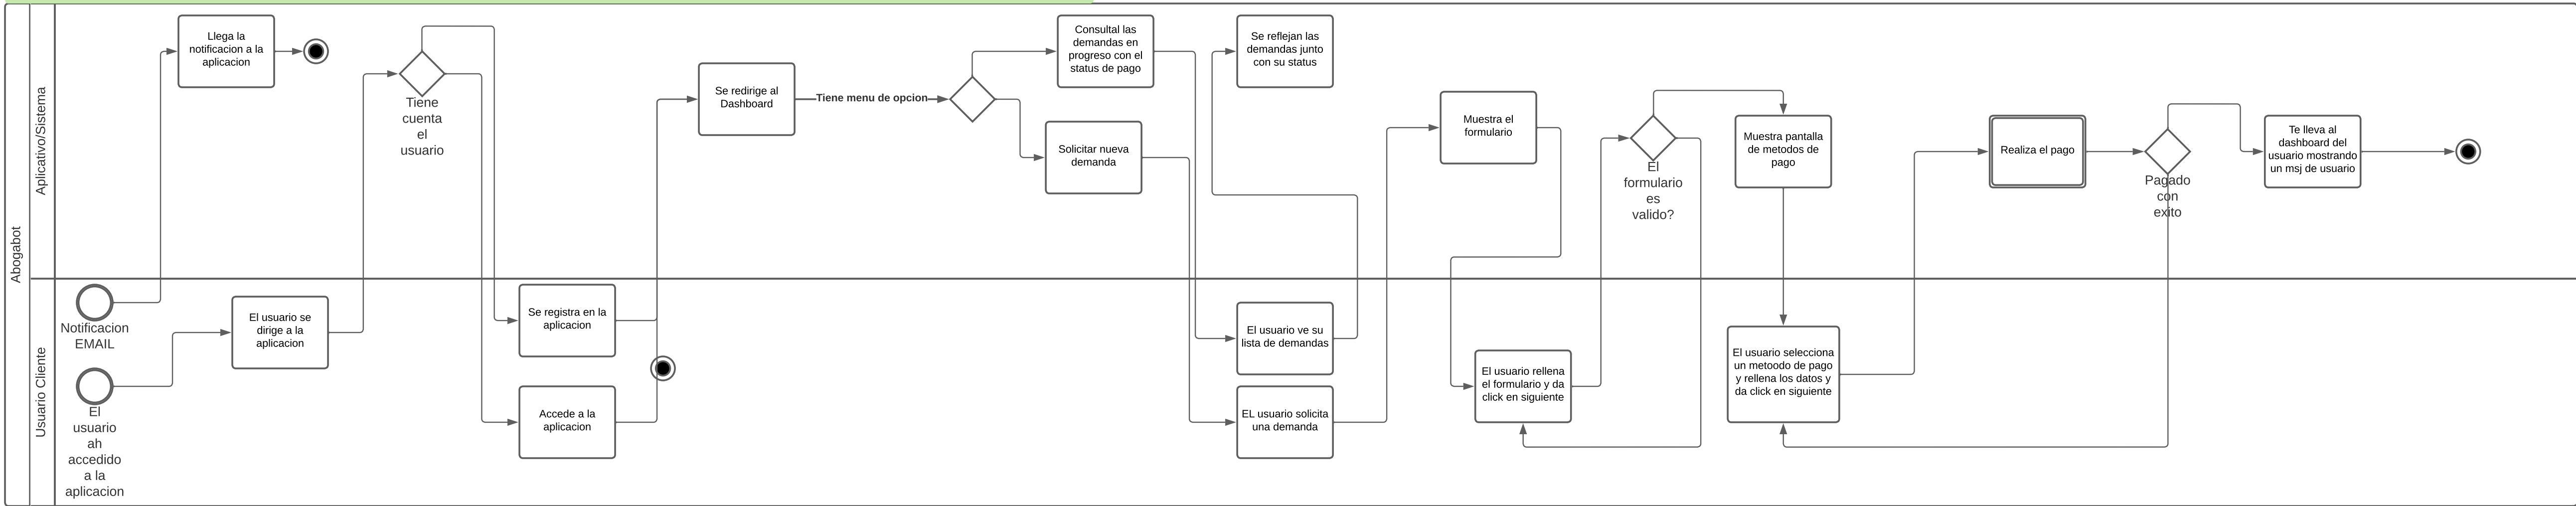 Abogabot
Aplicativo/Sistema
Llega la
notificacion a la
aplicacion
Tiene
cuenta
el
usuario
Se redirige al
Dashboard
Tiene menu de opcion
Consultal las
demandas en
progreso con el
status de pago
Solicitar nueva
demanda
Se reflejan las
demandas junto
con su status
Muestra el
formulario
El
formulario
es
valido?
Muestra pantalla
de metodos de
pago
Realiza el pago
Pagado
con
exito
Te lleva al
dashboard del
usuario mostrando
un msj de usuario
Usuario Cliente
Notificacion
EMAIL
El
usuario
ah
accedido
a la
aplicacion
El usuario se
dirige a la
aplicacion
Se registra en la
aplicacion
Accede a la
aplicacion
El usuario ve su
lista de demandas
EL usuario solicita
una demanda
El usuario rellena
el formulario y da
click en siguiente
El usuario selecciona
un metoodo de pago
y rellena los datos y
da click en siguiente